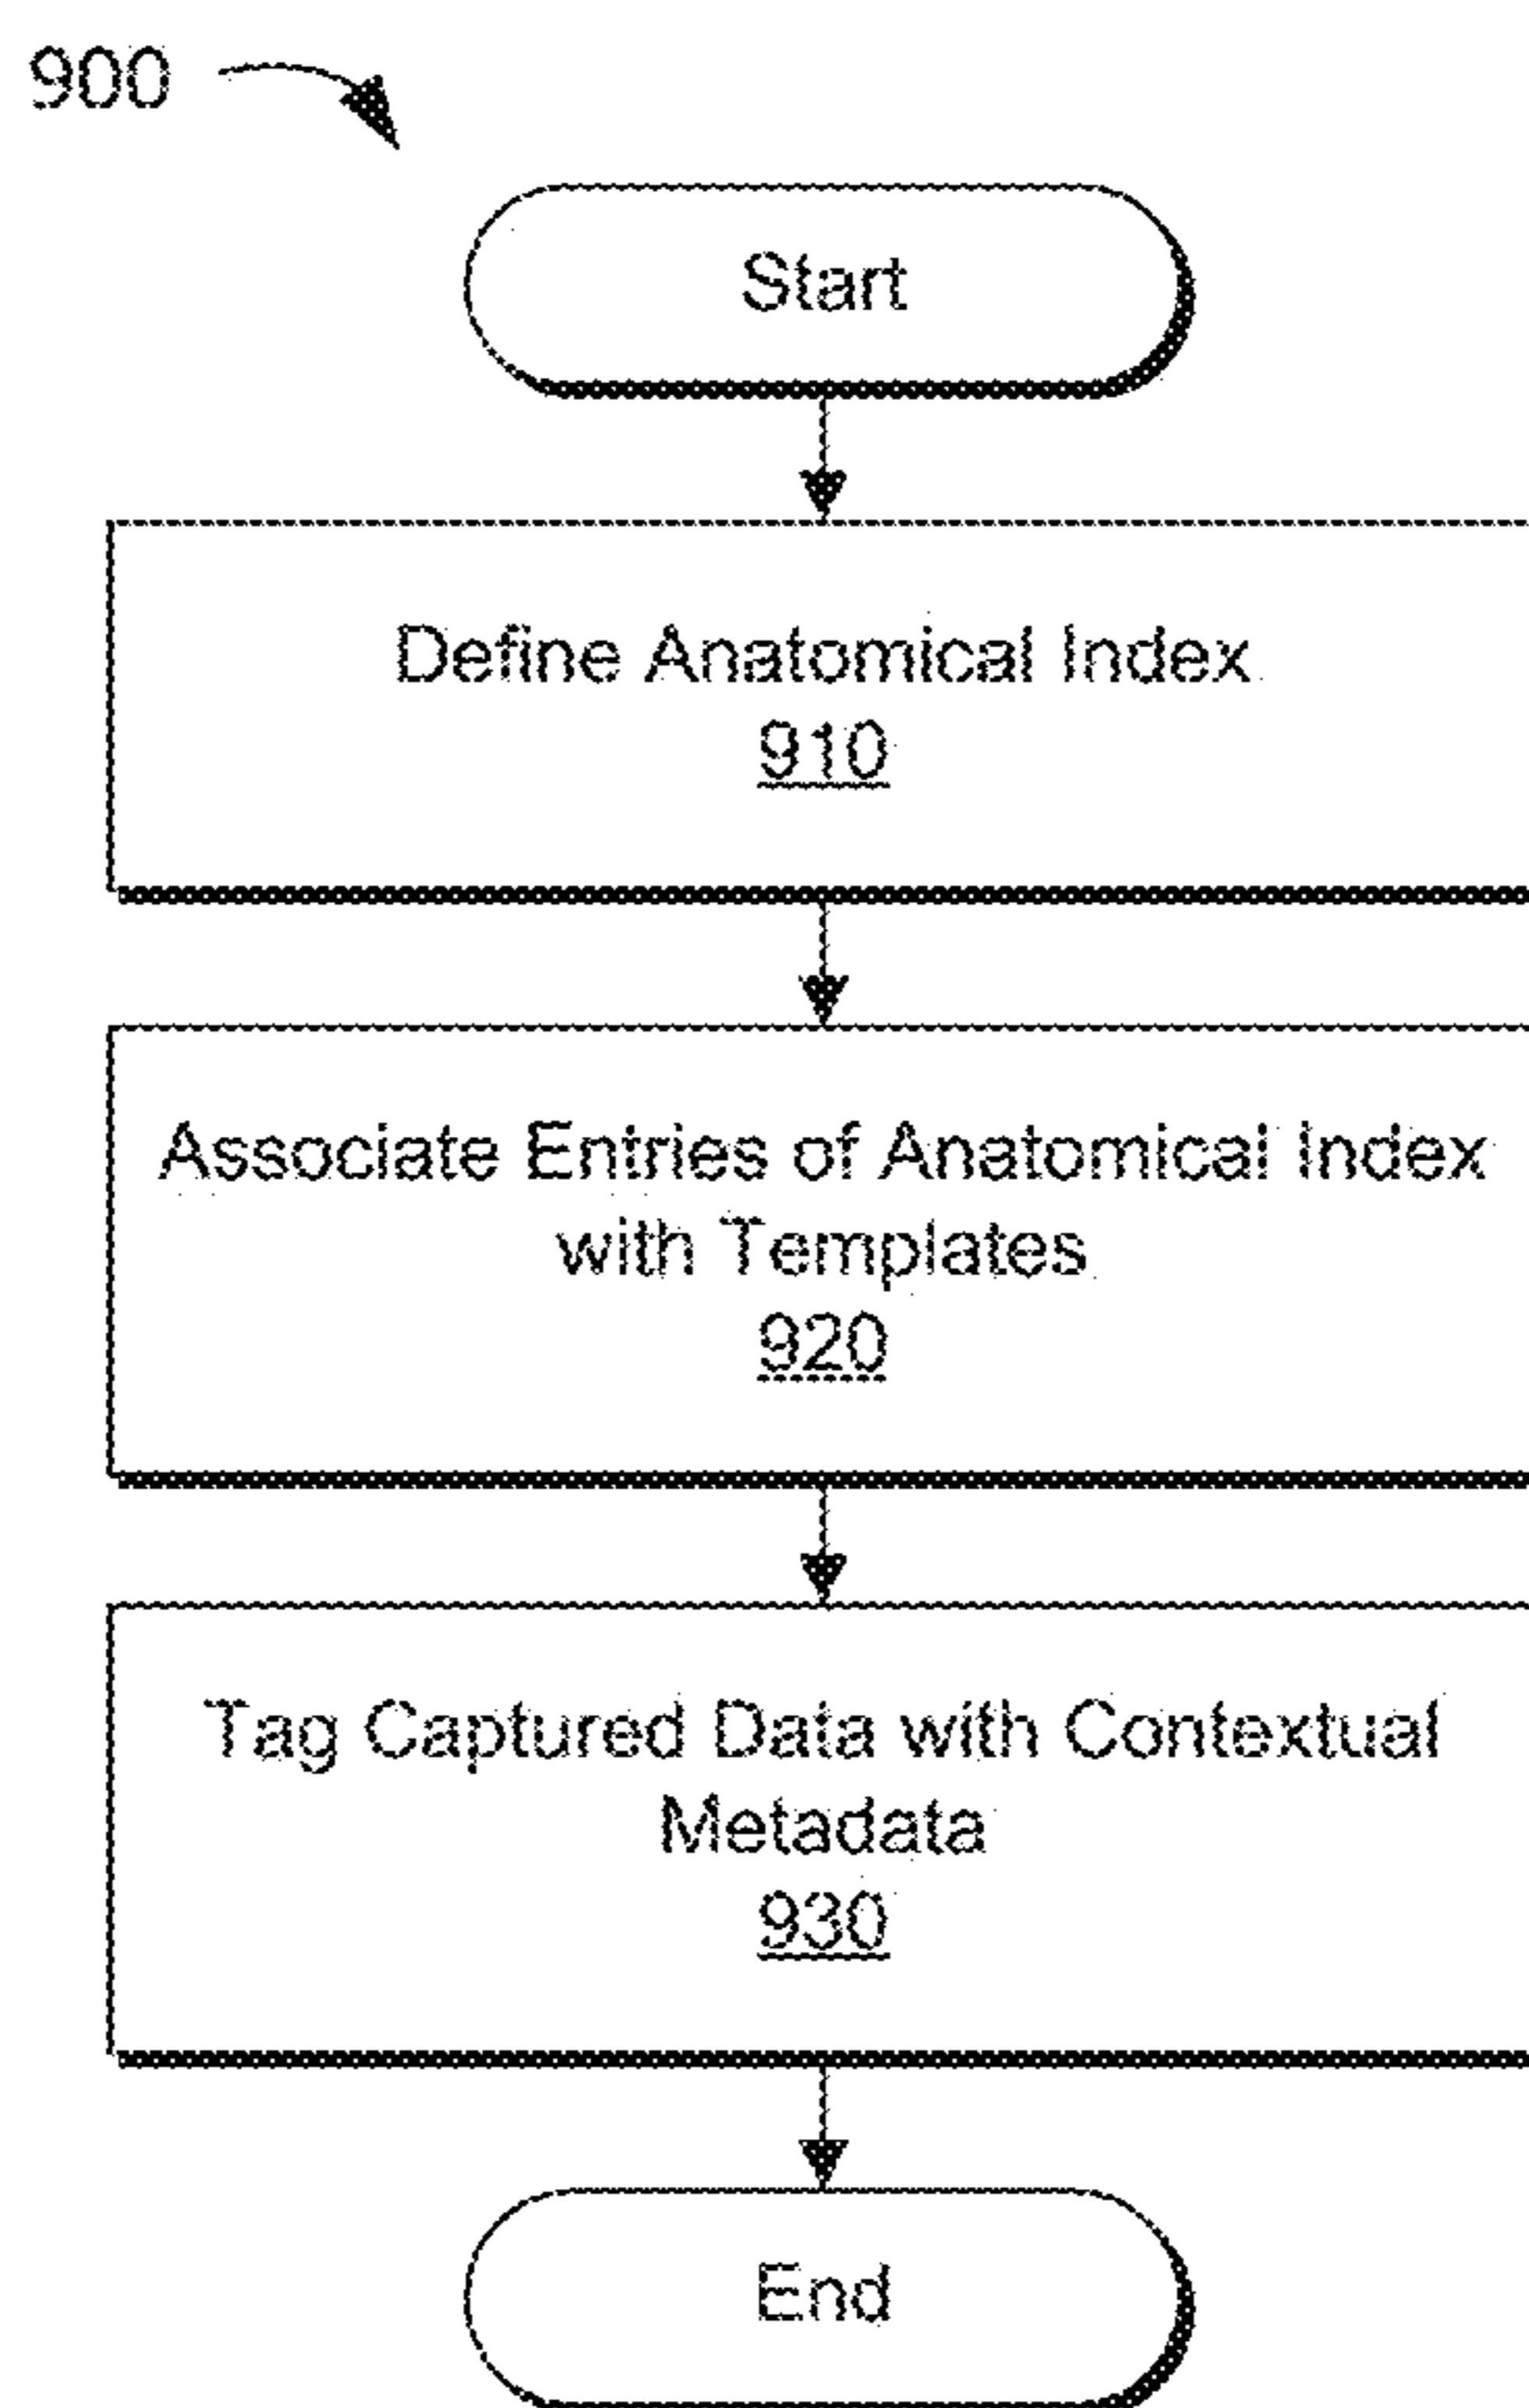 900
Start
Define Anatomical Index
910
Associate Entries of Anatomical Index
with Templates
920
Tag Captured Data with Contextual
Metadata
930
End